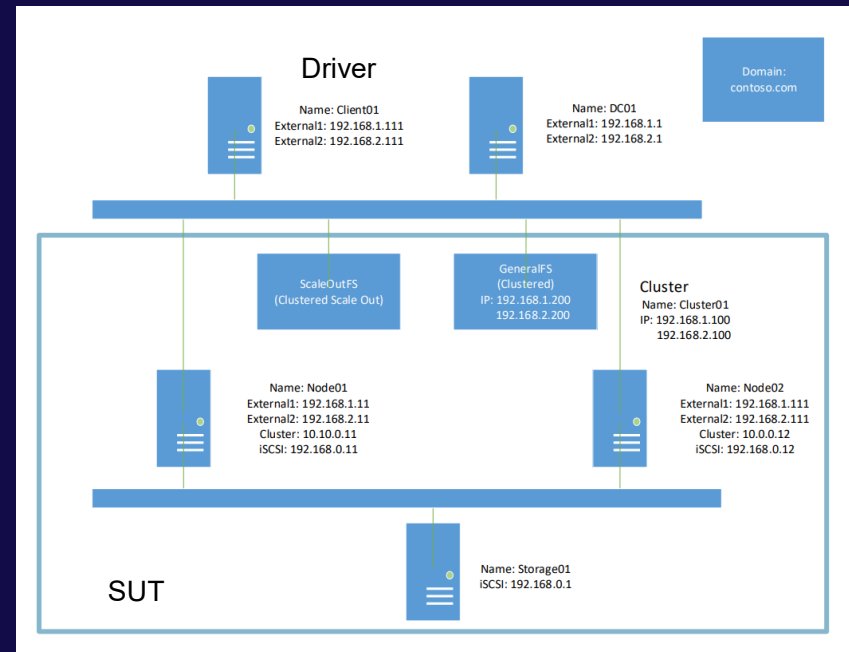 Driver
Domain:
contoso.com
Name: Client01
External1: 192.168.1.111
External2: 192.168.2.111
Name: DC01
External1: 192.168.1.1
External2: 192.168.2.1
ScaleOutFS
(Clustered Scale Out)
GeneralFS
(Clustered)
IP: 192.168.1.200
192.168.2.200
Cluster
Name: Cluster01
IP: 192.168.1.100
192.168.2.100
Name: Node01
External1: 192.168.1.11
External2: 192.168.2.11
Cluster: 10.10.0.11
iSCSI: 192.168.0.11
Name: Node02
External1: 192.168.1.111
External2: 192.168.2.111
Cluster: 10.0.0.12
iSCSI: 192.168.0.12
Name: Storage01
iSCSI: 192.168.0.1
SUT